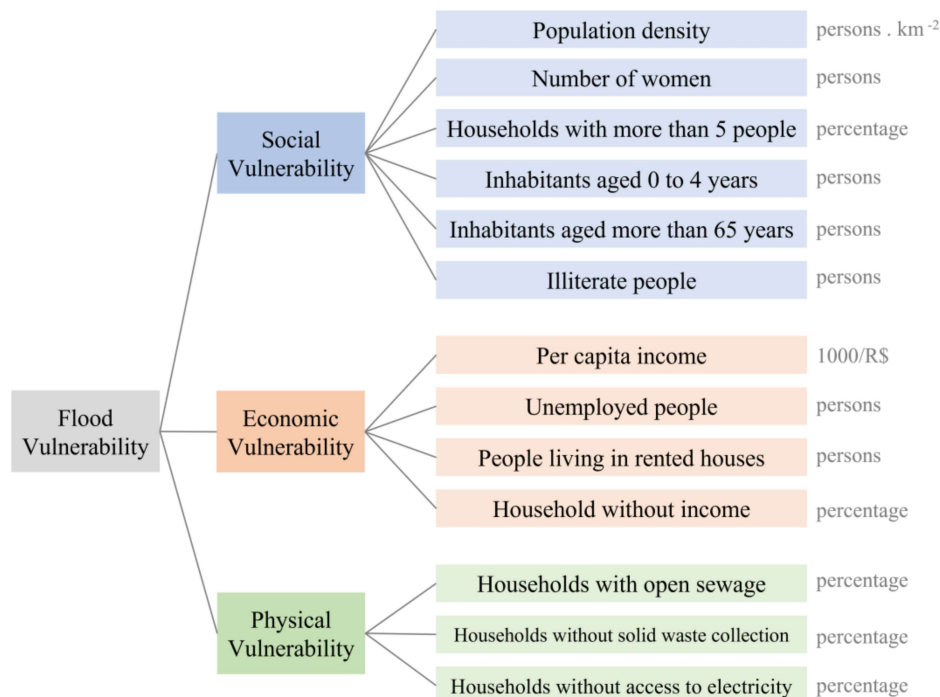 Population density persons . km⁻²
Number of women persons
Social
Vulnerability
Households with more than 5 people percentage
Inhabitants aged 0 to 4 years persons
Inhabitants aged more than 65 years persons
Illiterate people persons
Flood
Vulnerability
Economic
Vulnerability
Per capita income 1000/R$
Unemployed people persons
People living in rented houses persons
Household without income percentage
Physical
Vulnerability
Households with open sewage percentage
Households without solid waste collection percentage
Households without access to electricity percentage